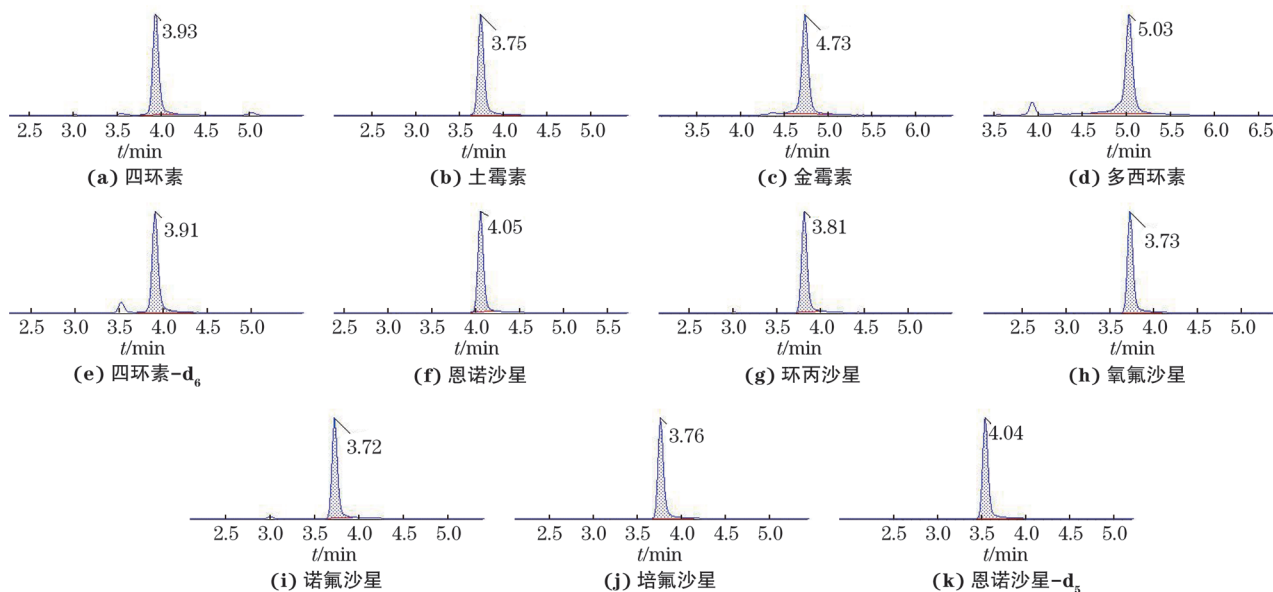 3.93
2.5 3.0 3.5 4.0 4.5 5.0
t/min
(a) 四环素
3.75
2.5 3.0 3.5 4.0 4.5 5.0
t/min
(b) 土霉素
4.73
3.5 4.0 4.5 5.0 5.5 6.0
t/min
(c) 金霉素
5.03
3.5 4.0 4.5 5.0 5.5 6.0 6.5
t/min
(d) 多西环素
3.91
2.5 3.0 3.5 4.0 4.5 5.0
t/min
(e) 四环素-d₆
4.05
2.5 3.0 3.5 4.0 4.5 5.0 5.5
t/min
(f) 恩诺沙星
3.81
2.5 3.0 3.5 4.0 4.5 5.0
t/min
(g) 环丙沙星
3.73
2.5 3.0 3.5 4.0 4.5 5.0
t/min
(h) 氧氟沙星
3.72
2.5 3.0 3.5 4.0 4.5 5.0
t/min
(i) 诺氟沙星
3.76
2.5 3.0 3.5 4.0 4.5 5.0
t/min
(j) 培氟沙星
4.04
2.5 3.0 3.5 4.0 4.5 5.0
t/min
(k) 恩诺沙星-d₅